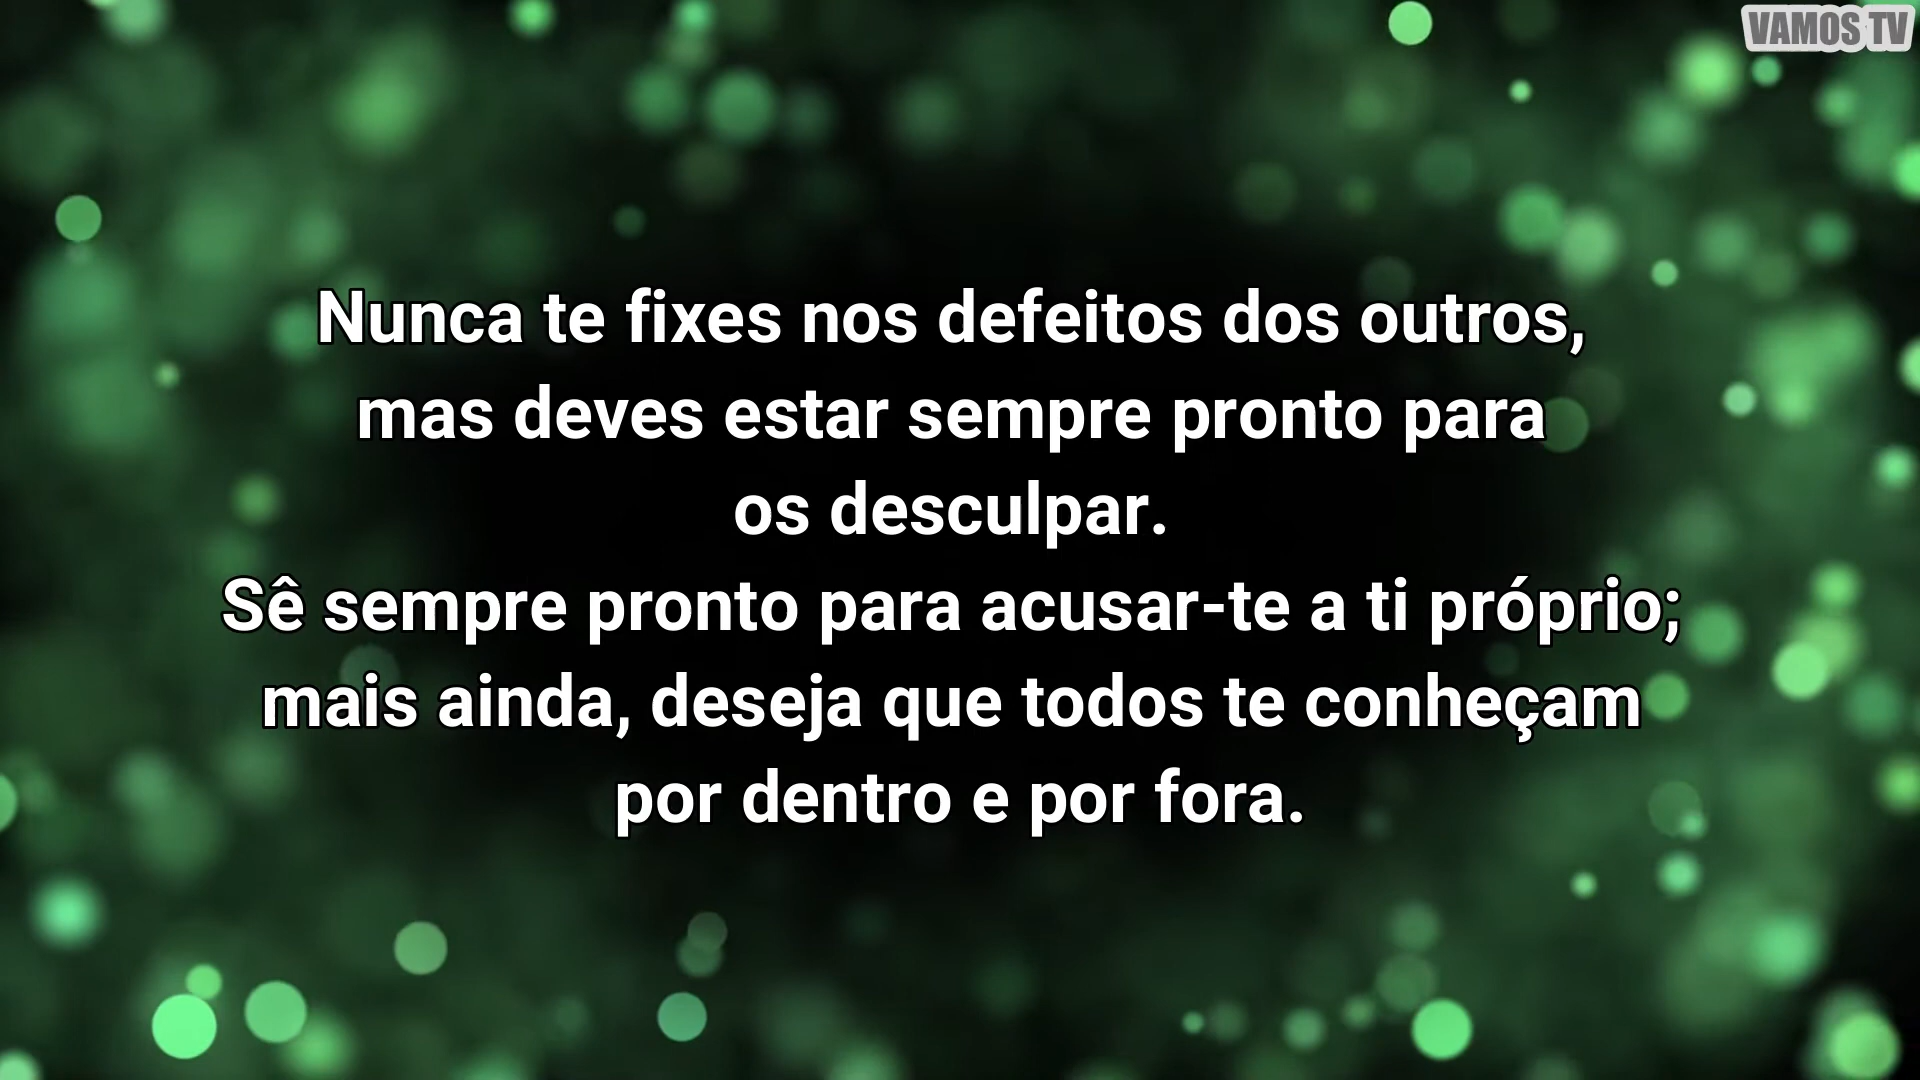 VAMOS TV
Nunca te fixes nos defeitos dos outros,
mas deves estar sempre pronto para
os desculpar.
Sê sempre pronto para acusar-te a ti próprio;
mais ainda, deseja que todos te conheçam
por dentro e por fora.